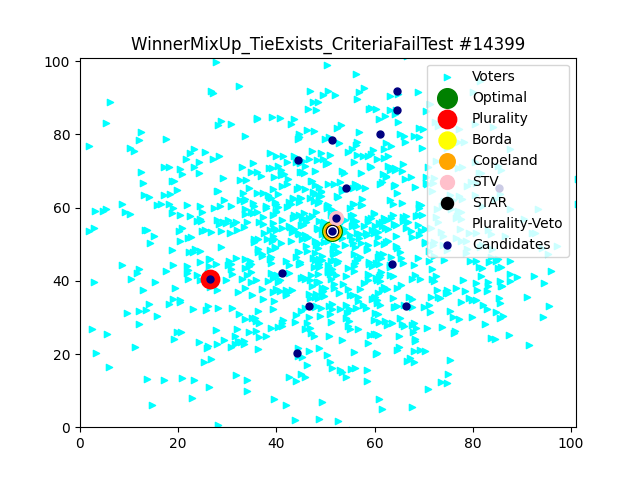 WinnerMixUp_TieExists_CriteriaFailTest #14399
100
80
60
40
20
0
0 20 40 60 80 100
Voters
Optimal
Plurality
Borda
Copeland
STV
STAR
Plurality-Veto
Candidates